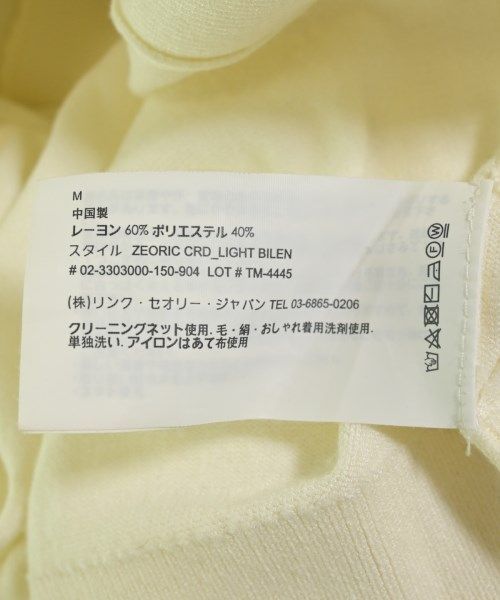 M
中国製
レーヨン 60% ポリエステル 40%
スタイル ZEORIC CRD_LIGHT BILEN
# 02-3303000-150-904 LOT # TM-4445
(株)リンク・セオリー・ジャパン TEL 03-6865-0206
クリーニングネット使用. 毛・絹・おしゃれ着用洗剤使用.
単独洗い. アイロンはあて布使用